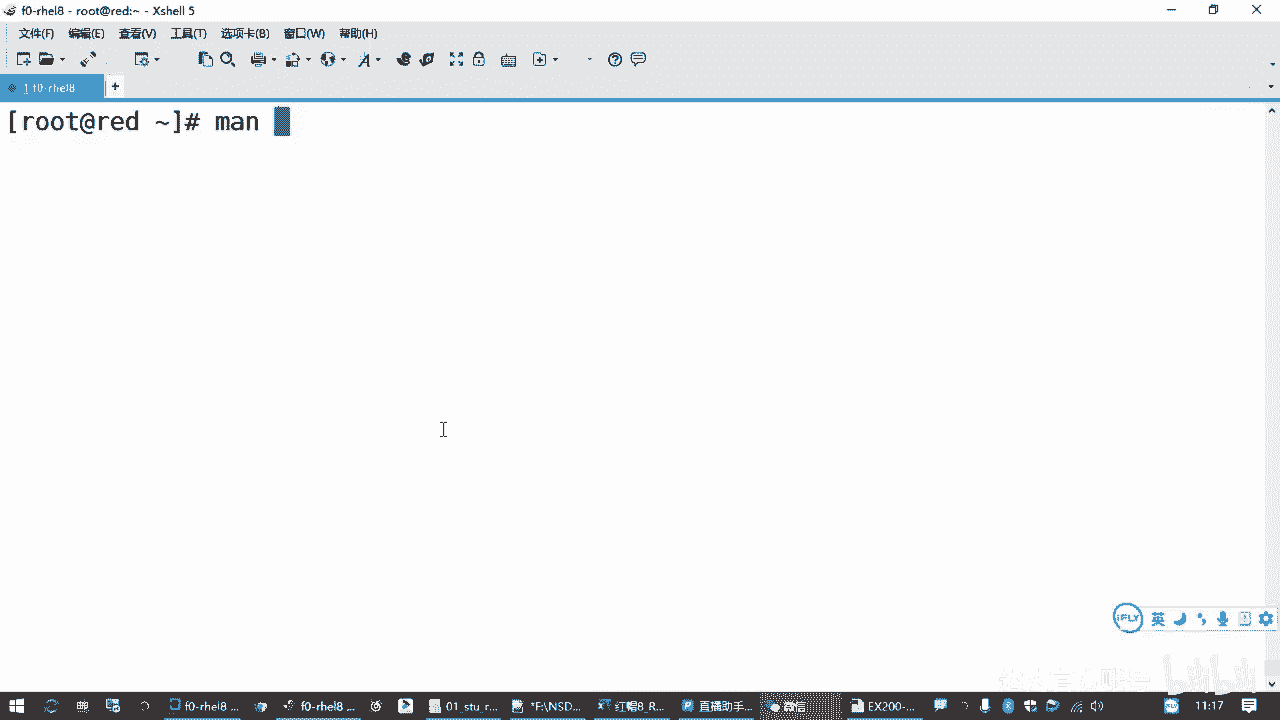 f0-rhel8 - root@red:~ - Xshell 5
文件(F) 编辑(E) 查看(V) 工具(T) 选项卡(B) 窗口(W) 帮助(H)
1 f0-rhel8
[root@red ~]# man
iFLY 英
f0-rhel8 ... f0-rhel8 ... 01_stu_r... *F:\NSD... 红帽8_R... 直播助手... 微信 EX200-... 11:17